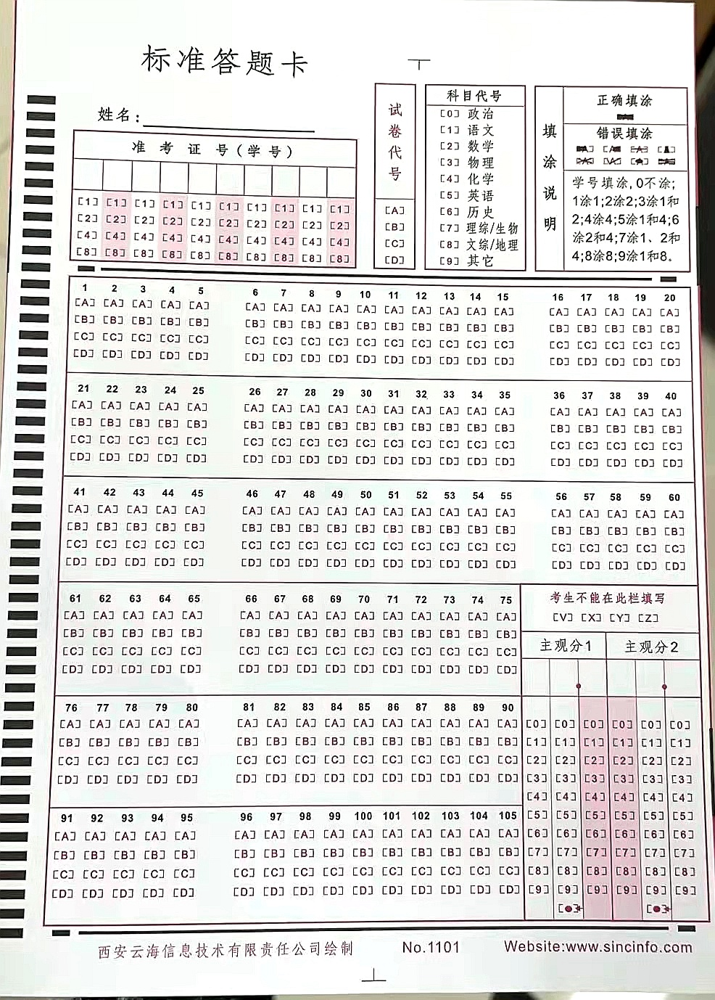 标准答题卡
姓名:
准 考 证 号(学 号)
[1] [1] [1] [1] [1] [1] [1] [1] [1] [1]
[2] [2] [2] [2] [2] [2] [2] [2] [2] [2]
[4] [4] [4] [4] [4] [4] [4] [4] [4] [4]
[8] [8] [8] [8] [8] [8] [8] [8] [8] [8]
试卷代号
[A]
[B]
[C]
[D]
科目代号
[0] 政治
[1] 语文
[2] 数学
[3] 物理
[4] 化学
[5] 英语
[6] 历史
[7] 理综/生物
[8] 文综/地理
[9] 其它
填涂说明
正确填涂
错误填涂
学号填涂,0不涂;
1涂1;2涂2;3涂1和
2;4涂4;5涂1和4;6
涂2和4;7涂1、2和
4;8涂8;9涂1和8。
1 2 3 4 5 6 7 8 9 10 11 12 13 14 15 16 17 18 19 20
[A] [A] [A] [A] [A] [A] [A] [A] [A] [A] [A] [A] [A] [A] [A] [A] [A] [A] [A] [A]
[B] [B] [B] [B] [B] [B] [B] [B] [B] [B] [B] [B] [B] [B] [B] [B] [B] [B] [B] [B]
[C] [C] [C] [C] [C] [C] [C] [C] [C] [C] [C] [C] [C] [C] [C] [C] [C] [C] [C] [C]
[D] [D] [D] [D] [D] [D] [D] [D] [D] [D] [D] [D] [D] [D] [D] [D] [D] [D] [D] [D]
21 22 23 24 25 26 27 28 29 30 31 32 33 34 35 36 37 38 39 40
[A] [A] [A] [A] [A] [A] [A] [A] [A] [A] [A] [A] [A] [A] [A] [A] [A] [A] [A] [A]
[B] [B] [B] [B] [B] [B] [B] [B] [B] [B] [B] [B] [B] [B] [B] [B] [B] [B] [B] [B]
[C] [C] [C] [C] [C] [C] [C] [C] [C] [C] [C] [C] [C] [C] [C] [C] [C] [C] [C] [C]
[D] [D] [D] [D] [D] [D] [D] [D] [D] [D] [D] [D] [D] [D] [D] [D] [D] [D] [D] [D]
41 42 43 44 45 46 47 48 49 50 51 52 53 54 55 56 57 58 59 60
[A] [A] [A] [A] [A] [A] [A] [A] [A] [A] [A] [A] [A] [A] [A] [A] [A] [A] [A] [A]
[B] [B] [B] [B] [B] [B] [B] [B] [B] [B] [B] [B] [B] [B] [B] [B] [B] [B] [B] [B]
[C] [C] [C] [C] [C] [C] [C] [C] [C] [C] [C] [C] [C] [C] [C] [C] [C] [C] [C] [C]
[D] [D] [D] [D] [D] [D] [D] [D] [D] [D] [D] [D] [D] [D] [D] [D] [D] [D] [D] [D]
61 62 63 64 65 66 67 68 69 70 71 72 73 74 75
[A] [A] [A] [A] [A] [A] [A] [A] [A] [A] [A] [A] [A] [A] [A]
[B] [B] [B] [B] [B] [B] [B] [B] [B] [B] [B] [B] [B] [B] [B]
[C] [C] [C] [C] [C] [C] [C] [C] [C] [C] [C] [C] [C] [C] [C]
[D] [D] [D] [D] [D] [D] [D] [D] [D] [D] [D] [D] [D] [D] [D]
76 77 78 79 80 81 82 83 84 85 86 87 88 89 90
[A] [A] [A] [A] [A] [A] [A] [A] [A] [A] [A] [A] [A] [A] [A]
[B] [B] [B] [B] [B] [B] [B] [B] [B] [B] [B] [B] [B] [B] [B]
[C] [C] [C] [C] [C] [C] [C] [C] [C] [C] [C] [C] [C] [C] [C]
[D] [D] [D] [D] [D] [D] [D] [D] [D] [D] [D] [D] [D] [D] [D]
91 92 93 94 95 96 97 98 99 100 101 102 103 104 105
[A] [A] [A] [A] [A] [A] [A] [A] [A] [A] [A] [A] [A] [A] [A]
[B] [B] [B] [B] [B] [B] [B] [B] [B] [B] [B] [B] [B] [B] [B]
[C] [C] [C] [C] [C] [C] [C] [C] [C] [C] [C] [C] [C] [C] [C]
[D] [D] [D] [D] [D] [D] [D] [D] [D] [D] [D] [D] [D] [D] [D]
考生不能在此栏填写
[V] [X] [Y] [Z]
主观分1 主观分2
[0] [0] [0] [0] [0] [0]
[1] [1] [1] [1] [1] [1]
[2] [2] [2] [2] [2] [2]
[3] [3] [3] [3] [3] [3]
[4] [4] [4] [4] [4] [4]
[5] [5] [5] [5] [5] [5]
[6] [6] [6] [6] [6] [6]
[7] [7] [7] [7] [7] [7]
[8] [8] [8] [8] [8] [8]
[9] [9] [9] [9] [9] [9]
[●] [●]
西安云海信息技术有限责任公司绘制 No.1101 Website:www.sincinfo.com